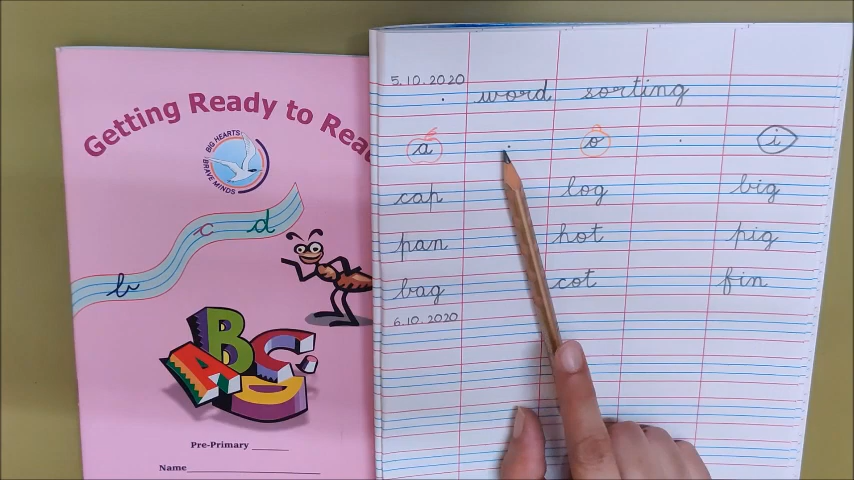 Getting Ready to Rea
BIG HEARTS
BRAVE MINDS
b c d
ABCD
Pre-Primary
Name
5.10.2020
word sorting
a o i
cap log big
pan hot pig
bag cot fin
6.10.2020